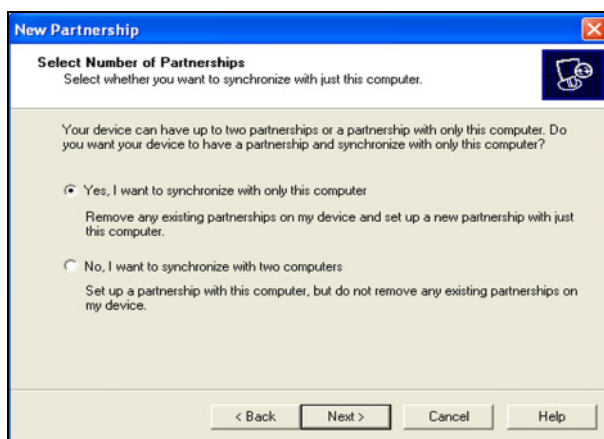 New Partnership
Select Number of Partnerships
Select whether you want to synchronize with just this computer.
Your device can have up to two partnerships or a partnership with only this computer. Do
you want your device to have a partnership and synchronize with only this computer?
Yes, I want to synchronize with only this computer
Remove any existing partnerships on my device and set up a new partnership with just
this computer.
No, I want to synchronize with two computers
Set up a partnership with this computer, but do not remove any existing partnerships on
my device.
< Back Next > Cancel Help